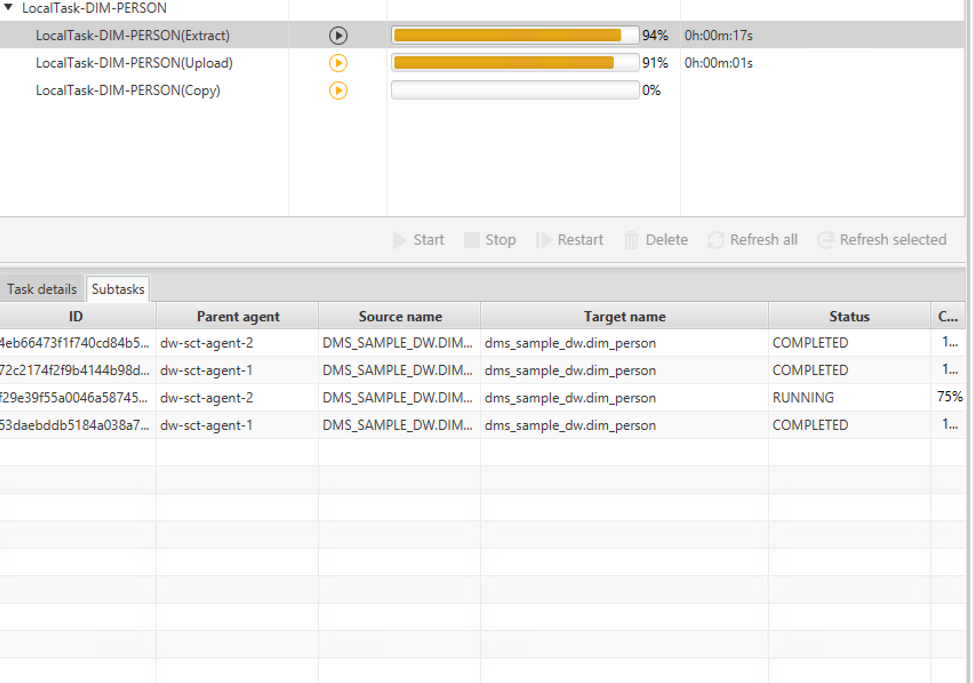 LocalTask-DIM-PERSON
LocalTask-DIM-PERSON(Extract) 94% 0h:00m:17s
LocalTask-DIM-PERSON(Upload) 91% 0h:00m:01s
LocalTask-DIM-PERSON(Copy) 0%
Start Stop Restart Delete Refresh all Refresh selected
Task details Subtasks
ID Parent agent Source name Target name Status C...
4eb66473f1f740cd84b5... dw-sct-agent-2 DMS_SAMPLE_DW.DIM... dms_sample_dw.dim_person COMPLETED 1...
72c2174f2f9b4144b98d... dw-sct-agent-1 DMS_SAMPLE_DW.DIM... dms_sample_dw.dim_person COMPLETED 1...
f29e39f55a0046a58745... dw-sct-agent-2 DMS_SAMPLE_DW.DIM... dms_sample_dw.dim_person RUNNING 75%
53daebddb5184a038a7... dw-sct-agent-1 DMS_SAMPLE_DW.DIM... dms_sample_dw.dim_person COMPLETED 1...